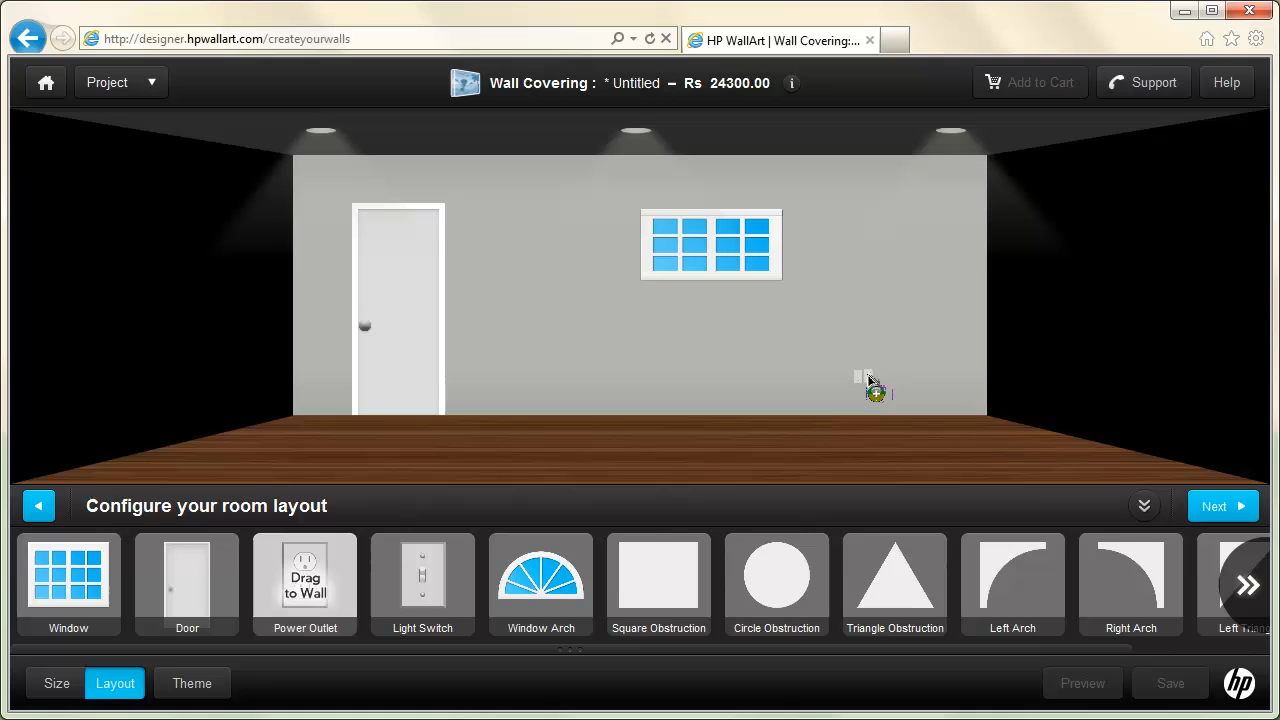 http://designer.hpwallart.com/createyourwalls
HP WallArt | Wall Covering:...
Project
Wall Covering : * Untitled – Rs 24300.00
Add to Cart
Support
Help
Configure your room layout
Next
Drag
to Wall
Window
Door
Power Outlet
Light Switch
Window Arch
Square Obstruction
Circle Obstruction
Triangle Obstruction
Left Arch
Right Arch
Size
Layout
Theme
Preview
Save
hp